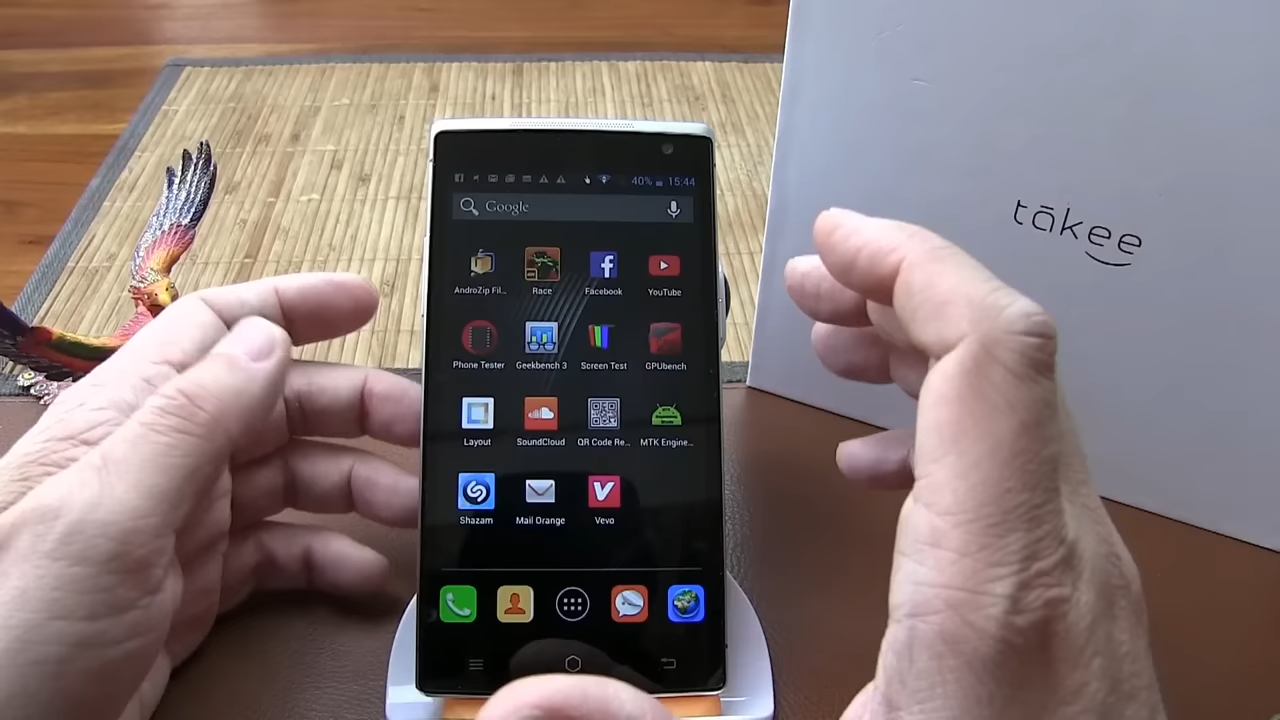 40% 15:44
Google
AndroZip Fil...
Race
Facebook
YouTube
Phone Tester
Geekbench 3
Screen Test
GPUbench
Layout
SoundCloud
QR Code Re...
MTK Engine...
Shazam
Mail Orange
Vevo
tākee